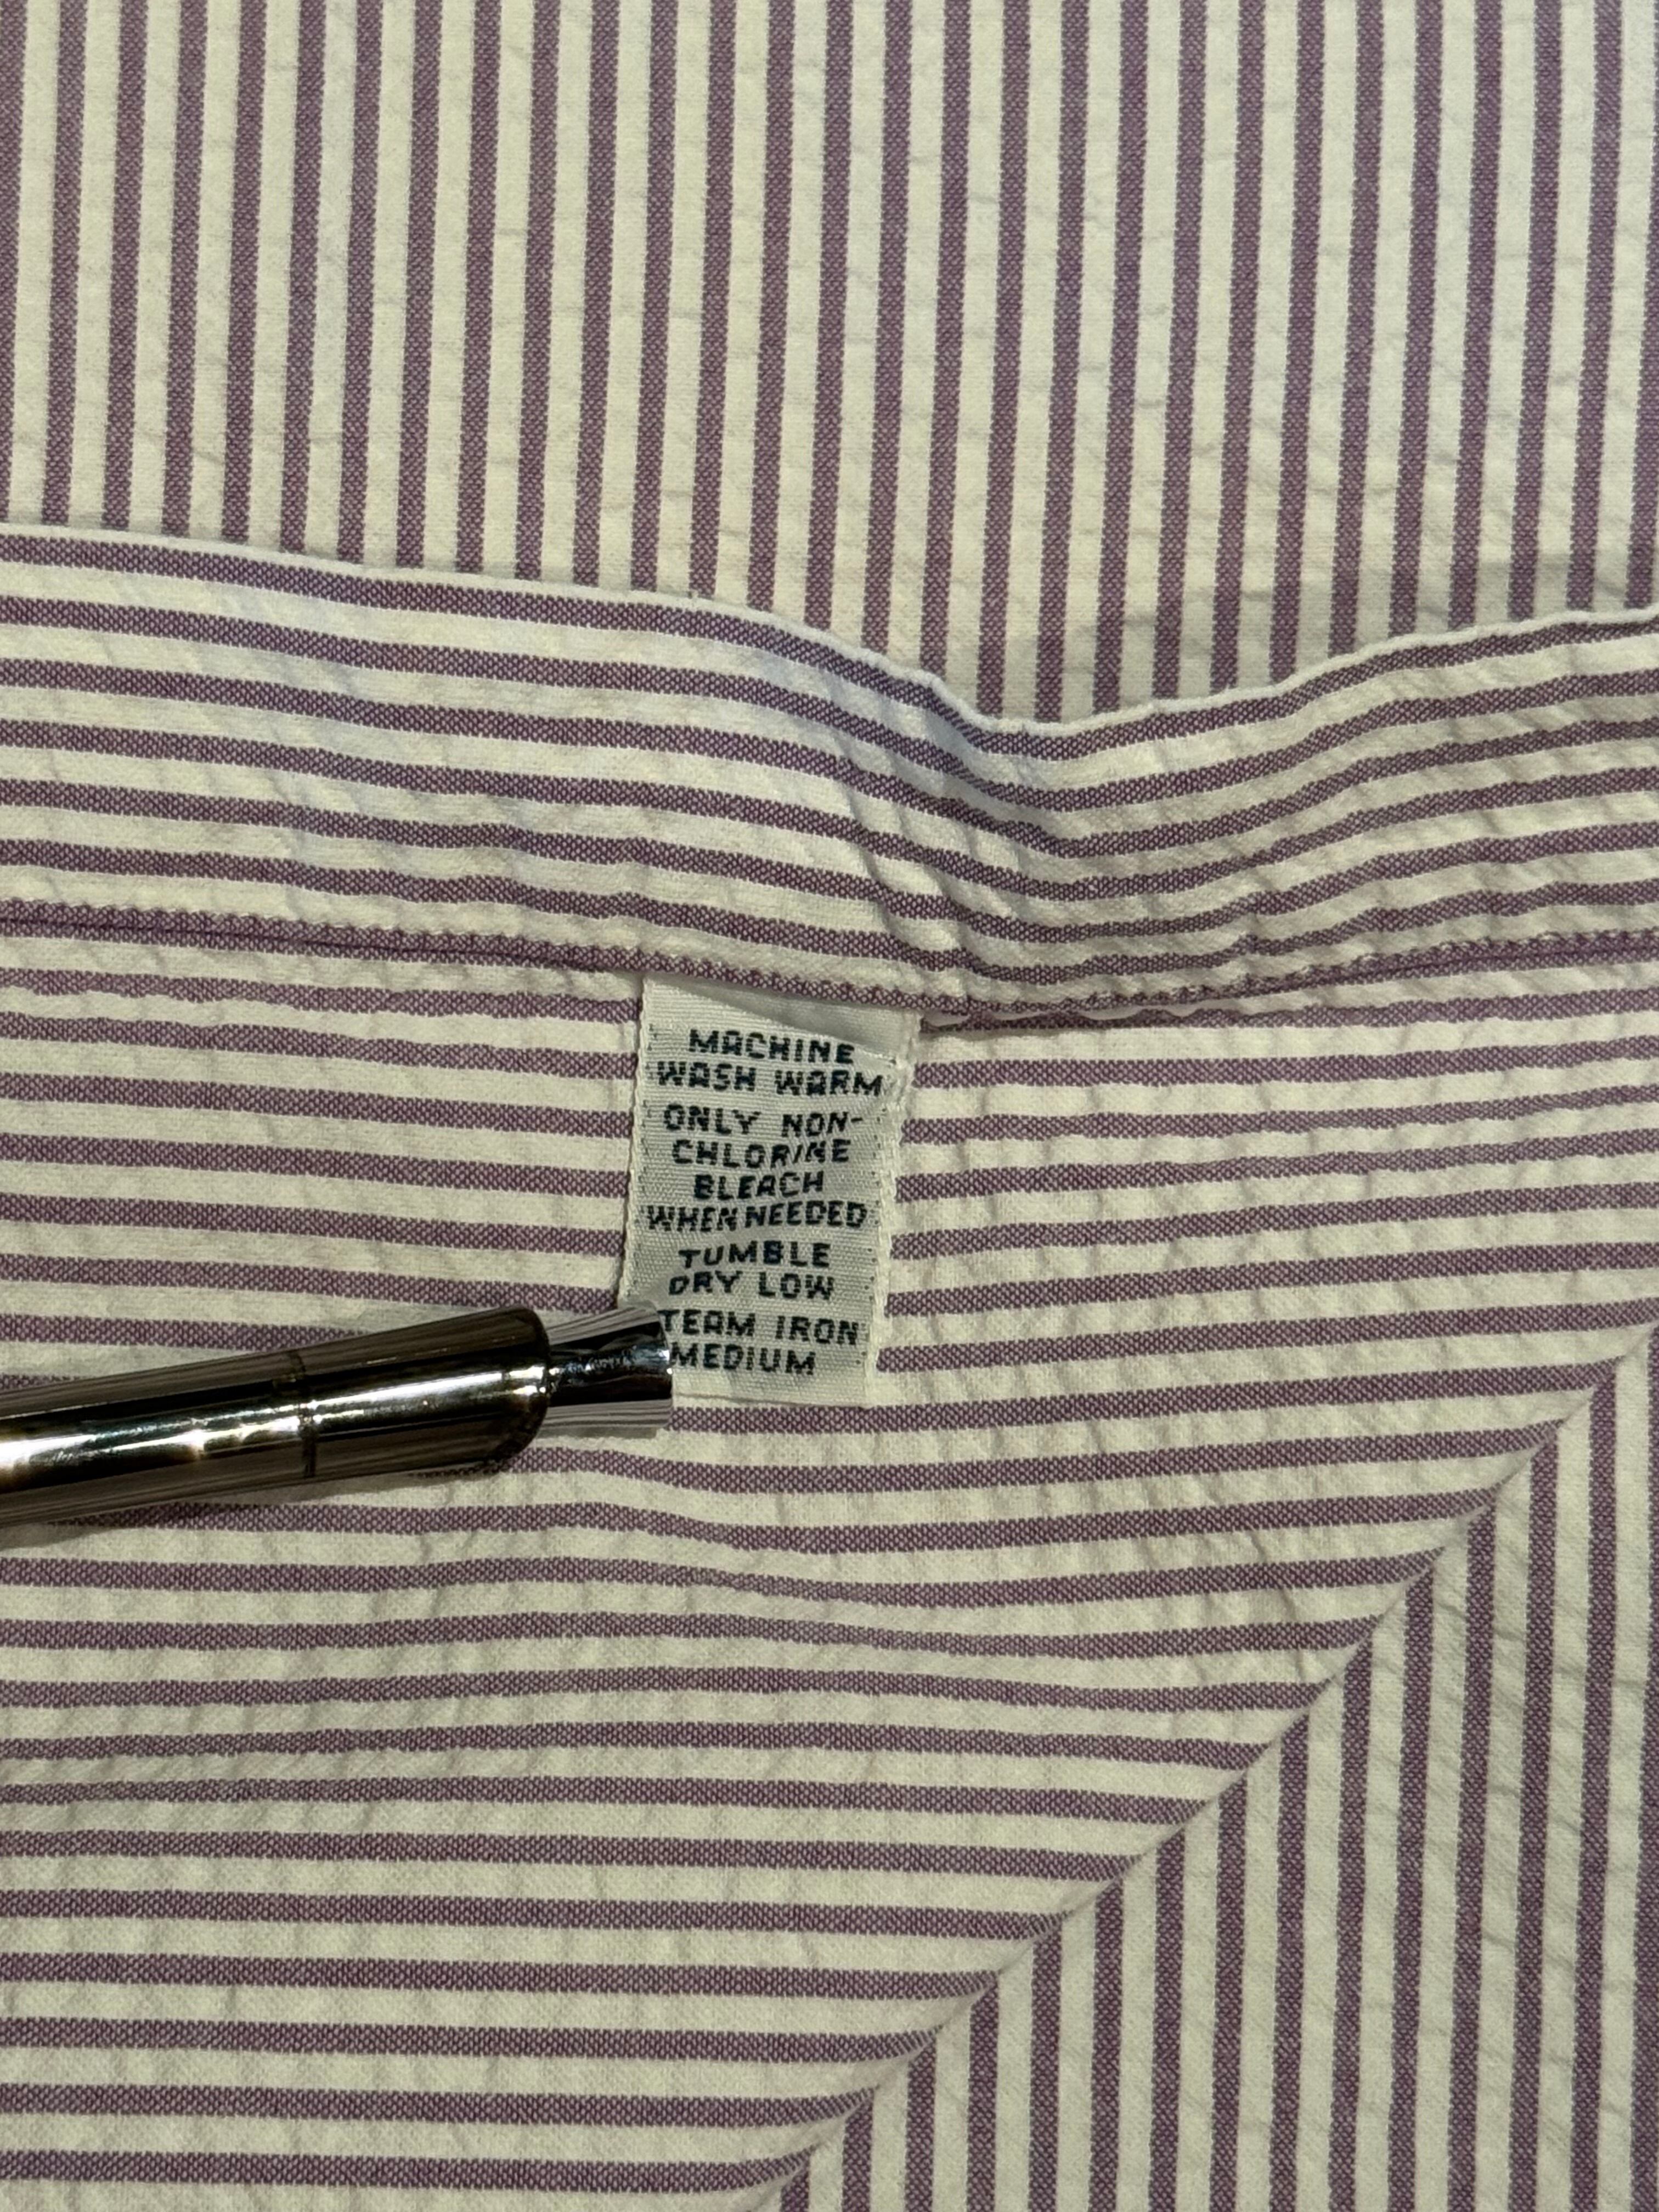 MACHINE
WASH WARM
ONLY NON-
CHLORINE
BLEACH
WHEN NEEDED
TUMBLE
DRY LOW
TEAM IRON
MEDIUM